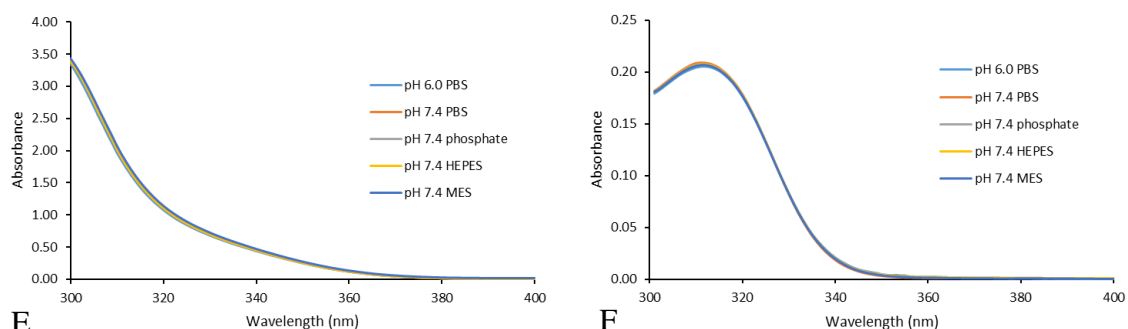 4.00
3.50
3.00
2.50
2.00
1.50
1.00
0.50
0.00
Absorbance
300 320 340 360 380 400
Wavelength (nm)
pH 6.0 PBS
pH 7.4 PBS
pH 7.4 phosphate
pH 7.4 HEPES
pH 7.4 MES
E
0.25
0.20
0.15
0.10
0.05
0.00
Absorbance
300 320 340 360 380 400
Wavelength (nm)
pH 6.0 PBS
pH 7.4 PBS
pH 7.4 phosphate
pH 7.4 HEPES
pH 7.4 MES
F